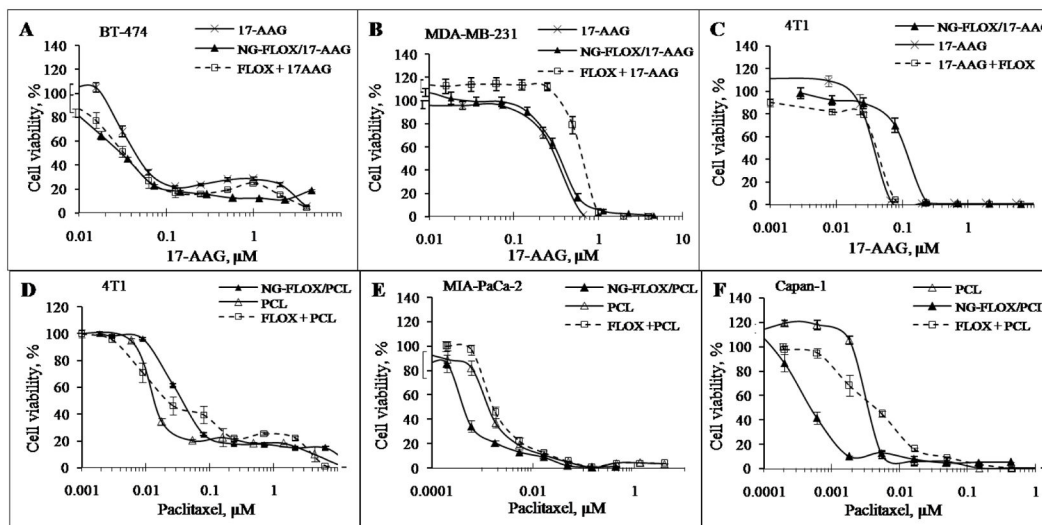 A
BT-474
17-AAG
NG-FLOX/17-AAG
FLOX + 17AAG
Cell viability, %
140
120
100
80
60
40
20
0
0.01
0.1
1
17-AAG, µM
B
MDA-MB-231
17-AAG
NG-FLOX/17-AAG
FLOX + 17-AAG
Cell viability, %
140
120
100
80
60
40
20
0
0.01
0.1
1
10
17-AAG, µM
C
4T1
NG-FLOX/17-AAG
17-AAG
17-AAG + FLOX
Cell viability, %
140
120
100
80
60
40
20
0
0.001
0.01
0.1
1
17-AAG, µM
D
4T1
NG-FLOX/PCL
PCL
FLOX + PCL
Cell viability, %
120
100
80
60
40
20
0
0.001
0.01
0.1
1
Paclitaxel, µM
E
MIA-PaCa-2
NG-FLOX/PCL
PCL
FLOX +PCL
Cell viability, %
140
120
100
80
60
40
20
0
0.0001
0.01
1
Paclitaxel, µM
F
Capan-1
PCL
NG-FLOX/PCL
FLOX + PCL
Cell viability, %
140
120
100
80
60
40
20
0
0.0001
0.001
0.01
0.1
1
Paclitaxel, µM